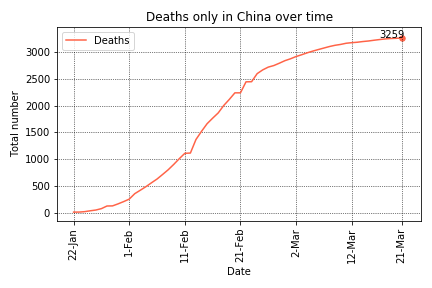 Deaths only in China over time
Deaths
3259
Total number
3000
2500
2000
1500
1000
500
0
22-Jan
1-Feb
11-Feb
21-Feb
2-Mar
12-Mar
21-Mar
Date